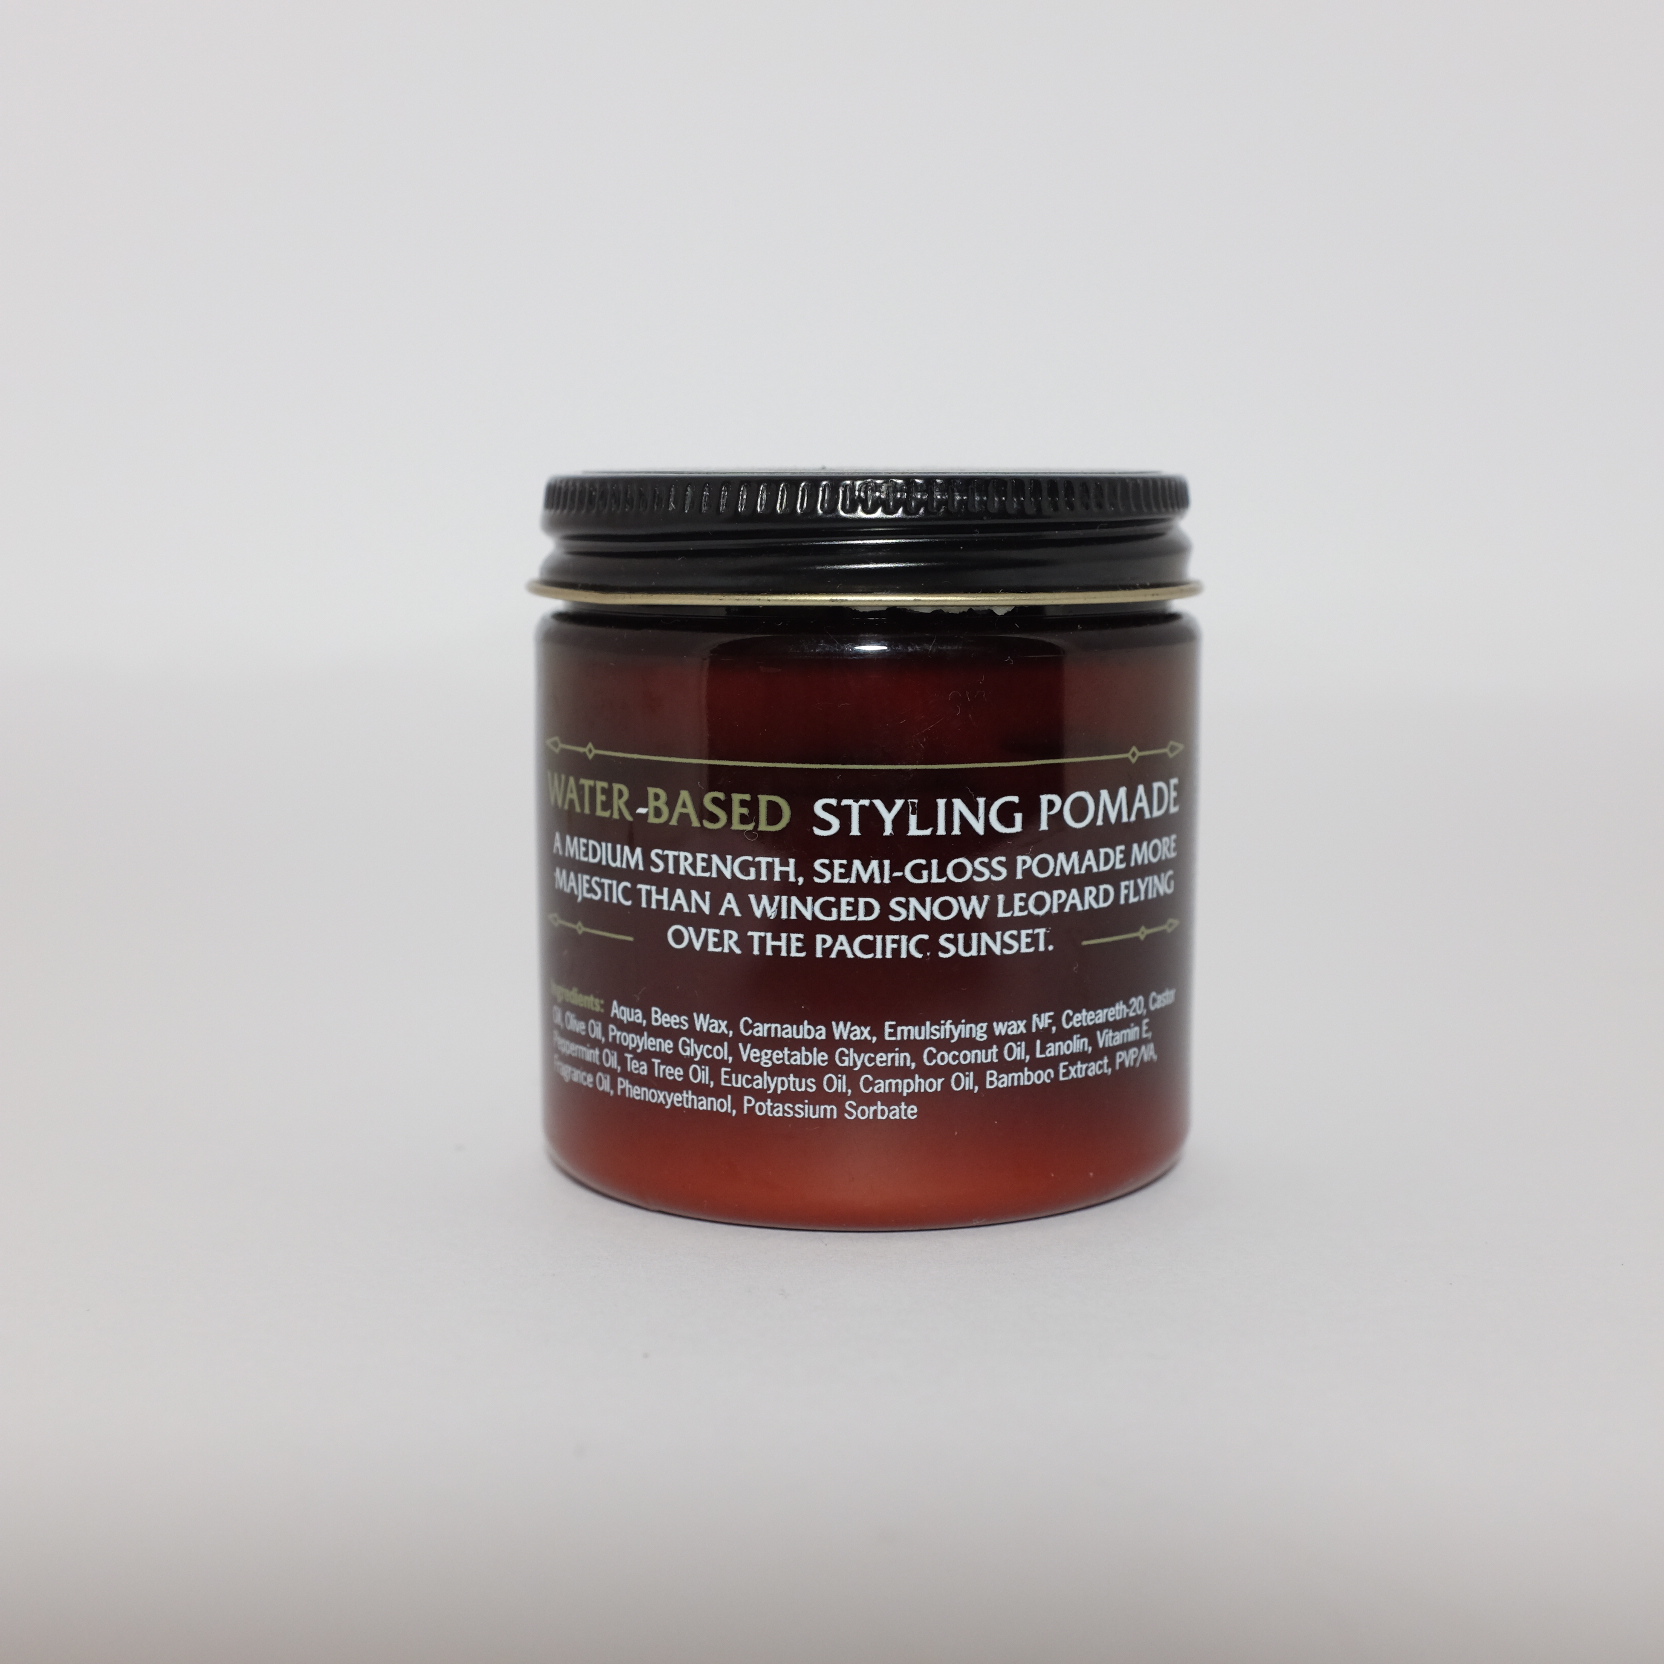 WATER-BASED STYLING POMADE
A MEDIUM STRENGTH, SEMI-GLOSS POMADE MORE
MAJESTIC THAN A WINGED SNOW LEOPARD FLYING
OVER THE PACIFIC SUNSET.
Ingredients: Aqua, Bees Wax, Carnauba Wax, Emulsifying wax NF, Ceteareth-20, Castor
Oil, Olive Oil, Propylene Glycol, Vegetable Glycerin, Coconut Oil, Lanolin, Vitamin E,
Peppermint Oil, Tea Tree Oil, Eucalyptus Oil, Camphor Oil, Bamboo Extract, PVP/VA,
Fragrance Oil, Phenoxyethanol, Potassium Sorbate